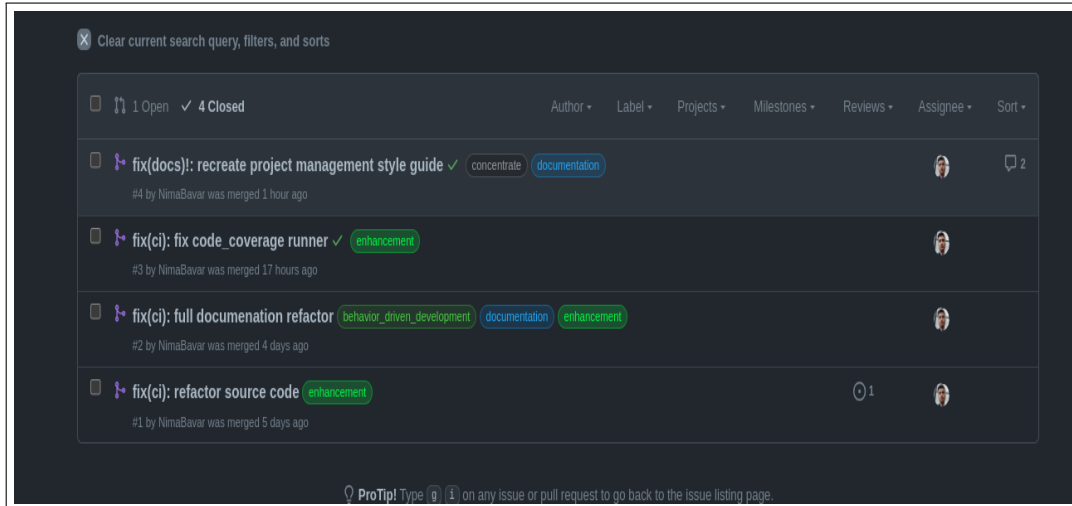 X Clear current search query, filters, and sorts
1 Open ✓ 4 Closed Author Label Projects Milestones Reviews Assignee Sort
fix(docs)!: recreate project management style guide ✓ concentrate documentation 2
#4 by NimaBavar was merged 1 hour ago
fix(ci): fix code_coverage runner ✓ enhancement
#3 by NimaBavar was merged 17 hours ago
fix(ci): full documenation refactor behavior_driven_development documentation enhancement
#2 by NimaBavar was merged 4 days ago
fix(ci): refactor source code enhancement 1
#1 by NimaBavar was merged 5 days ago
ProTip! Type g i on any issue or pull request to go back to the issue listing page.